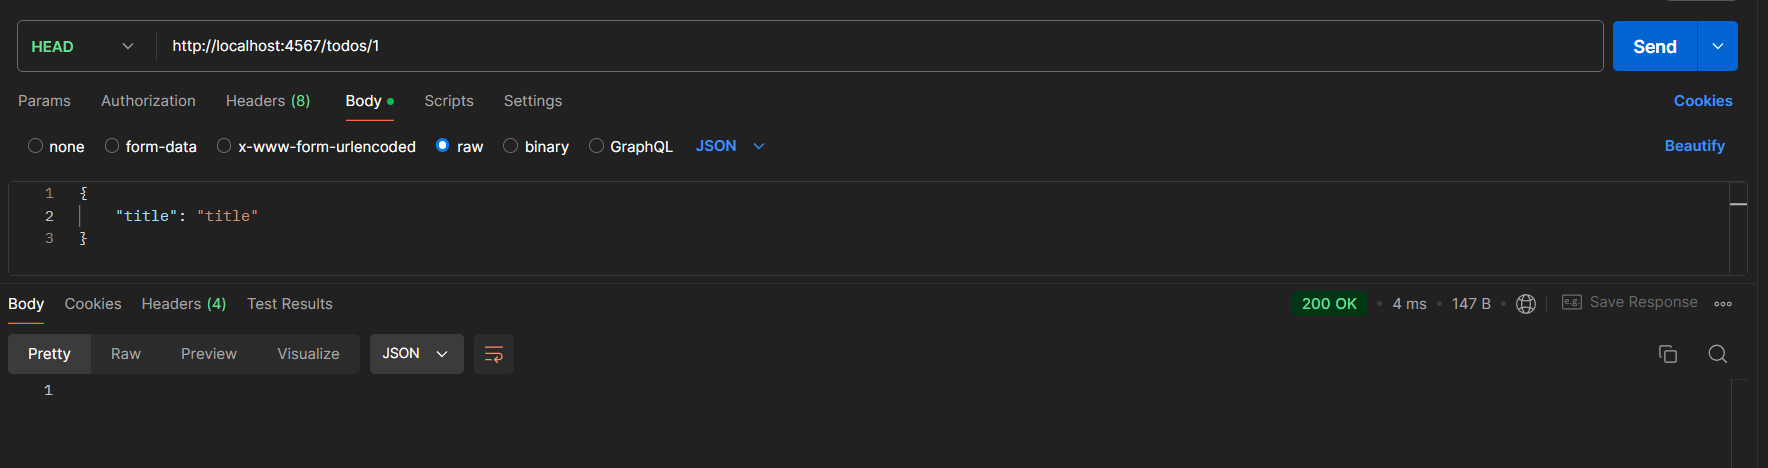 HEAD http://localhost:4567/todos/1 Send
Params Authorization Headers (8) Body Scripts Settings Cookies
none form-data x-www-form-urlencoded raw binary GraphQL JSON Beautify
1 {
2 "title": "title"
3 }
Body Cookies Headers (4) Test Results 200 OK 4 ms 147 B e.g. Save Response
Pretty Raw Preview Visualize JSON
1